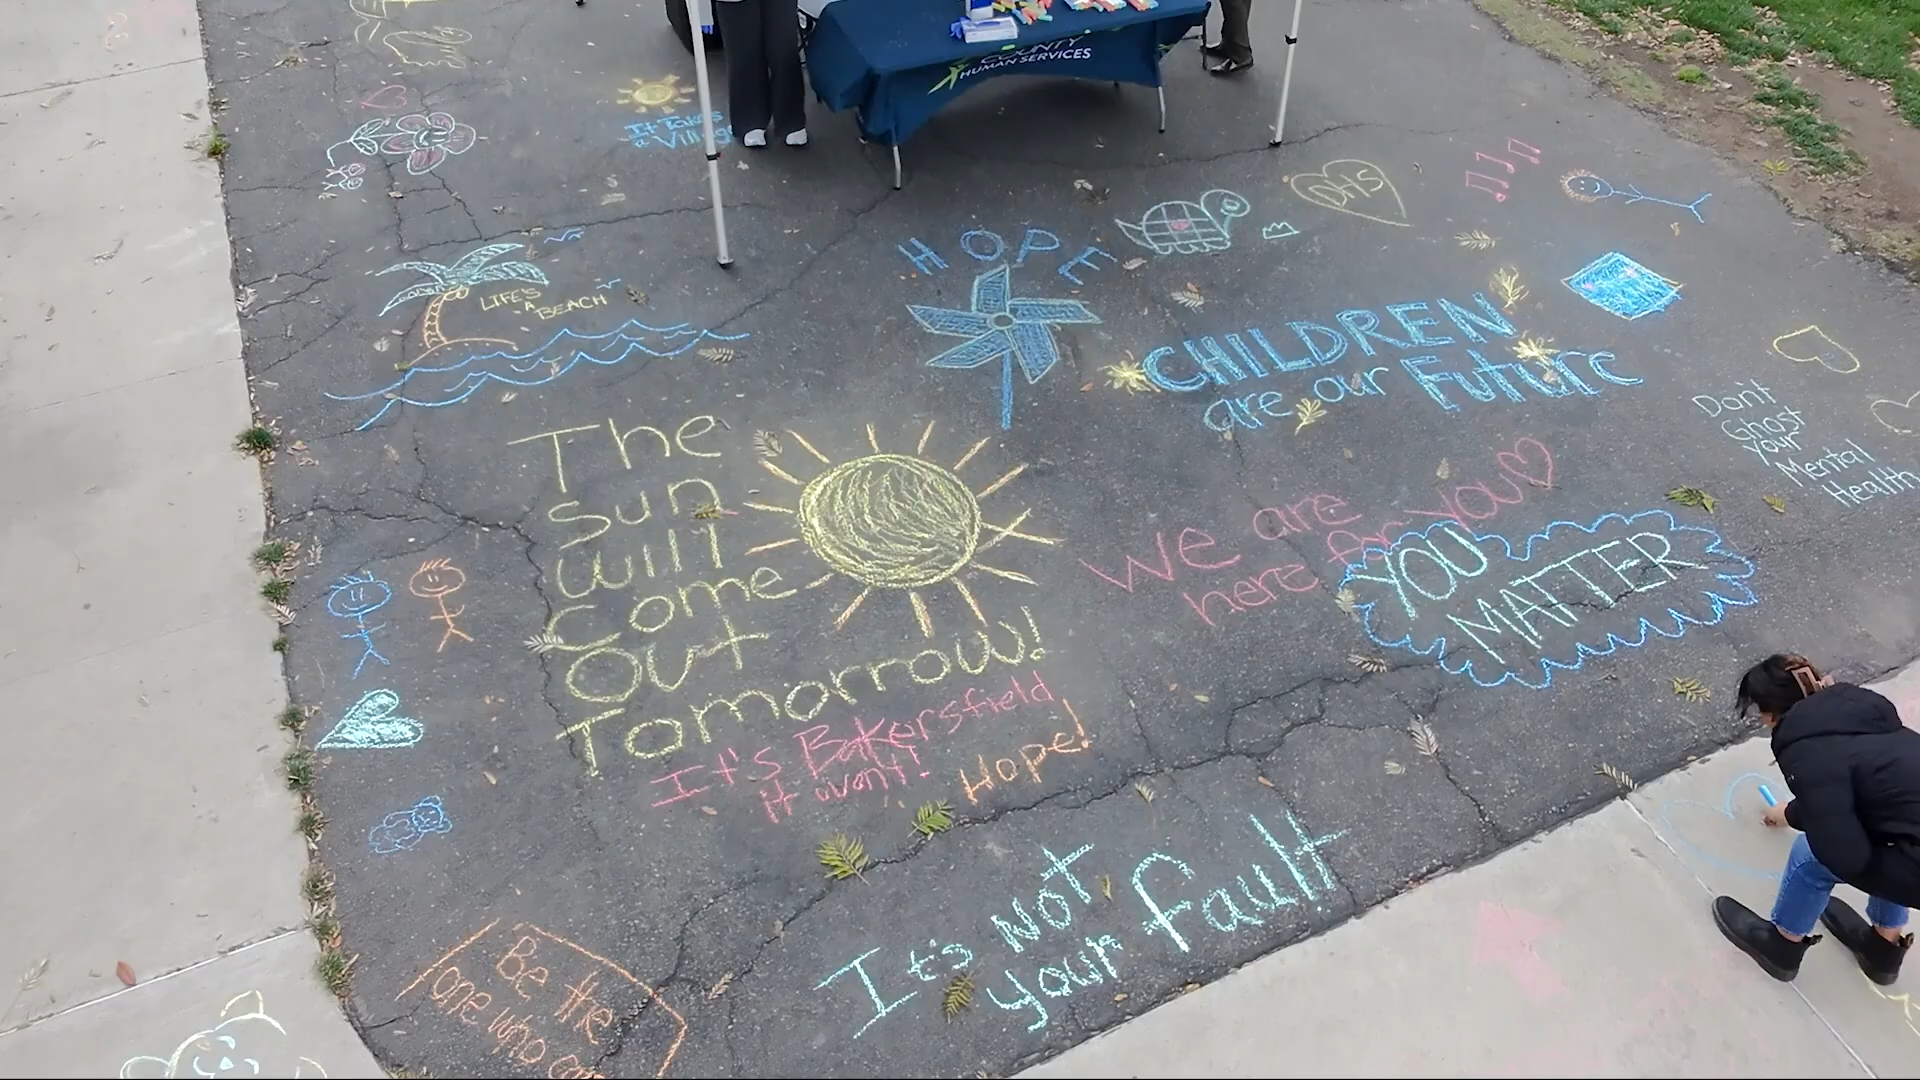 COUNTY
HUMAN SERVICES
It Takes
a Village
DHS
HOPE
LIFE'S
A BEACH
CHILDREN
are our Future
Don't
Ghost
your
Mental
Health
The
sun
will
come
out
Tomorrow!
We are
here for you
YOU
MATTER
It's Bakersfield
it won't!
Hope!
It's Not
your fault
Be the
one who